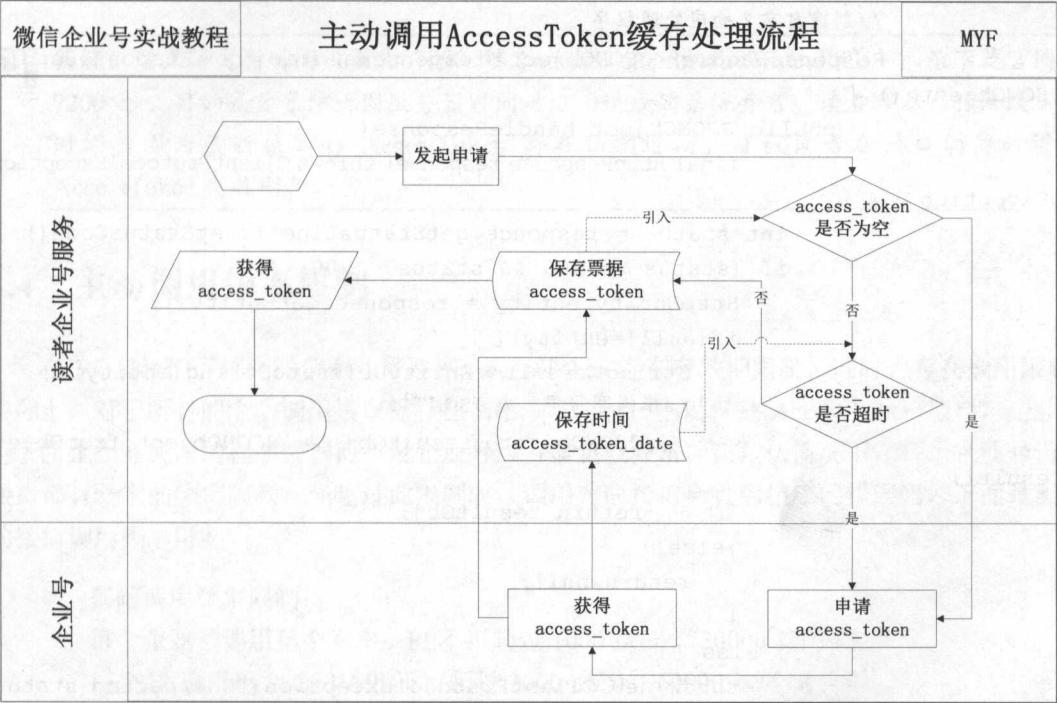 微信企业号实战教程
主动调用AccessToken缓存处理流程
MYF
读者企业号服务
发起申请
access_token
是否为空
引入
获得
access_token
保存票据
access_token
否
否
引入
access_token
是否超时
是
保存时间
access_token_date
是
企业号
获得
access_token
申请
access_token